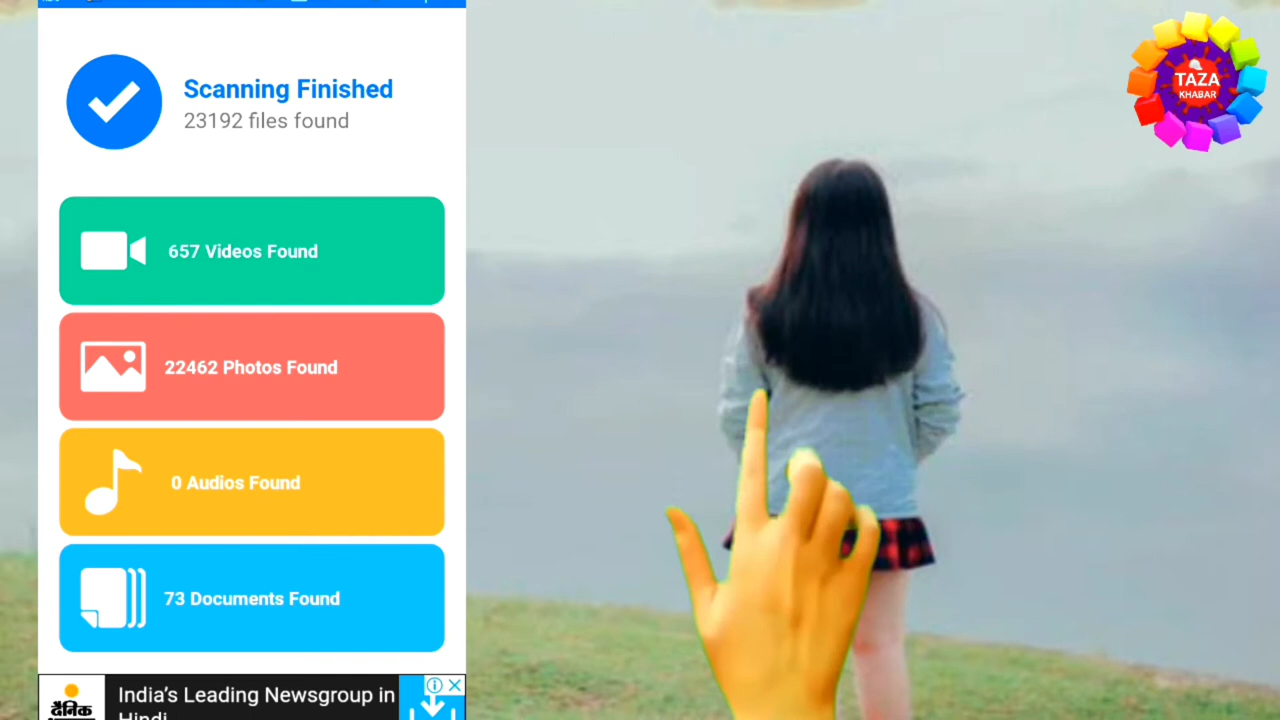 Scanning Finished
23192 files found
657 Videos Found
22462 Photos Found
0 Audios Found
73 Documents Found
दैनिक
India's Leading Newsgroup in
Hindi
TAZA
KHABAR